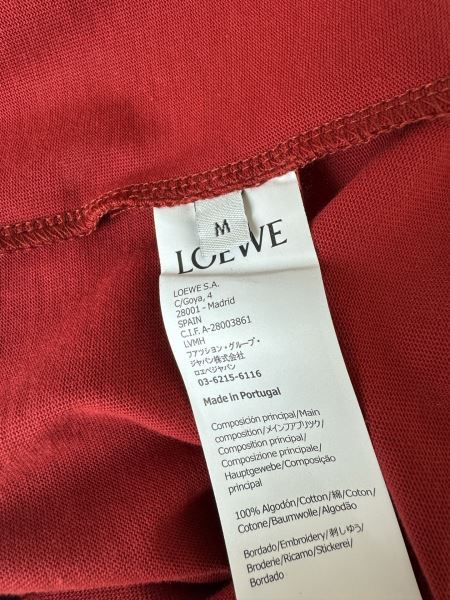 M
LOEWE
LOEWE S.A.
C/Goya, 4
28001 - Madrid
SPAIN
C.I.F. A-28003861
LVMH
ファッション・グループ・
ジャパン株式会社
ロエベジャパン
03-6215-6116
Made in Portugal
Composición principal/Main
composition/メインファブリック/
Composition principal/
Composizione principale/
Hauptgewebe/Composição
principal
100% Algodón/Cotton/綿/Coton/
Cotone/Baumwolle/Algodão
Bordado/Embroidery/刺しゅう/
Broderie/Ricamo/Stickerei/
Bordado